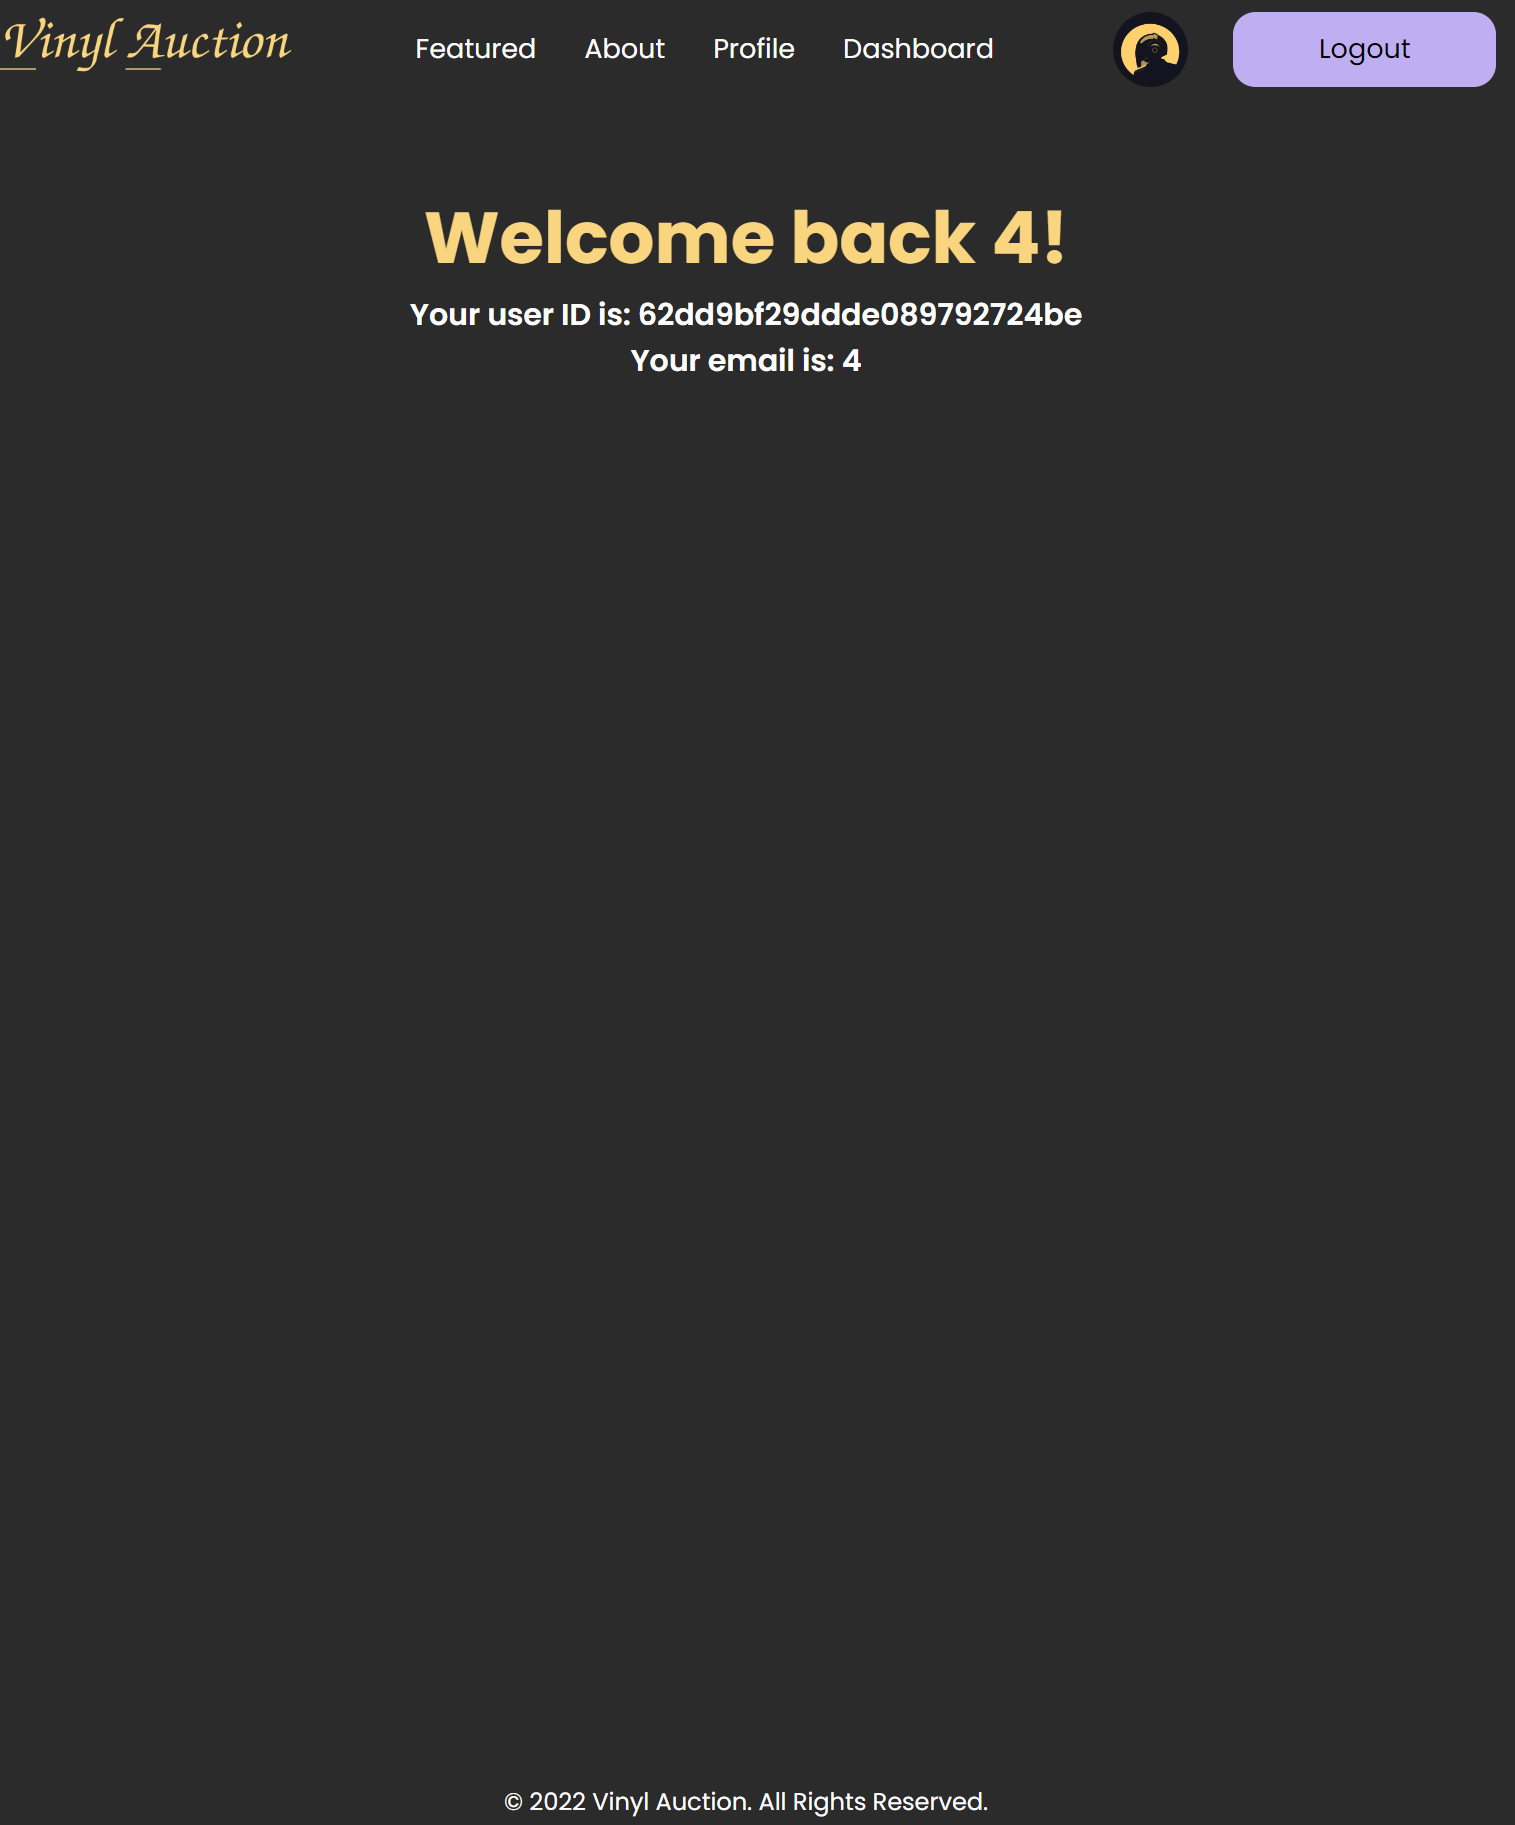 Vinyl Auction Featured About Profile Dashboard Logout
Welcome back 4!
Your user ID is: 62dd9bf29ddde089792724be
Your email is: 4
© 2022 Vinyl Auction. All Rights Reserved.